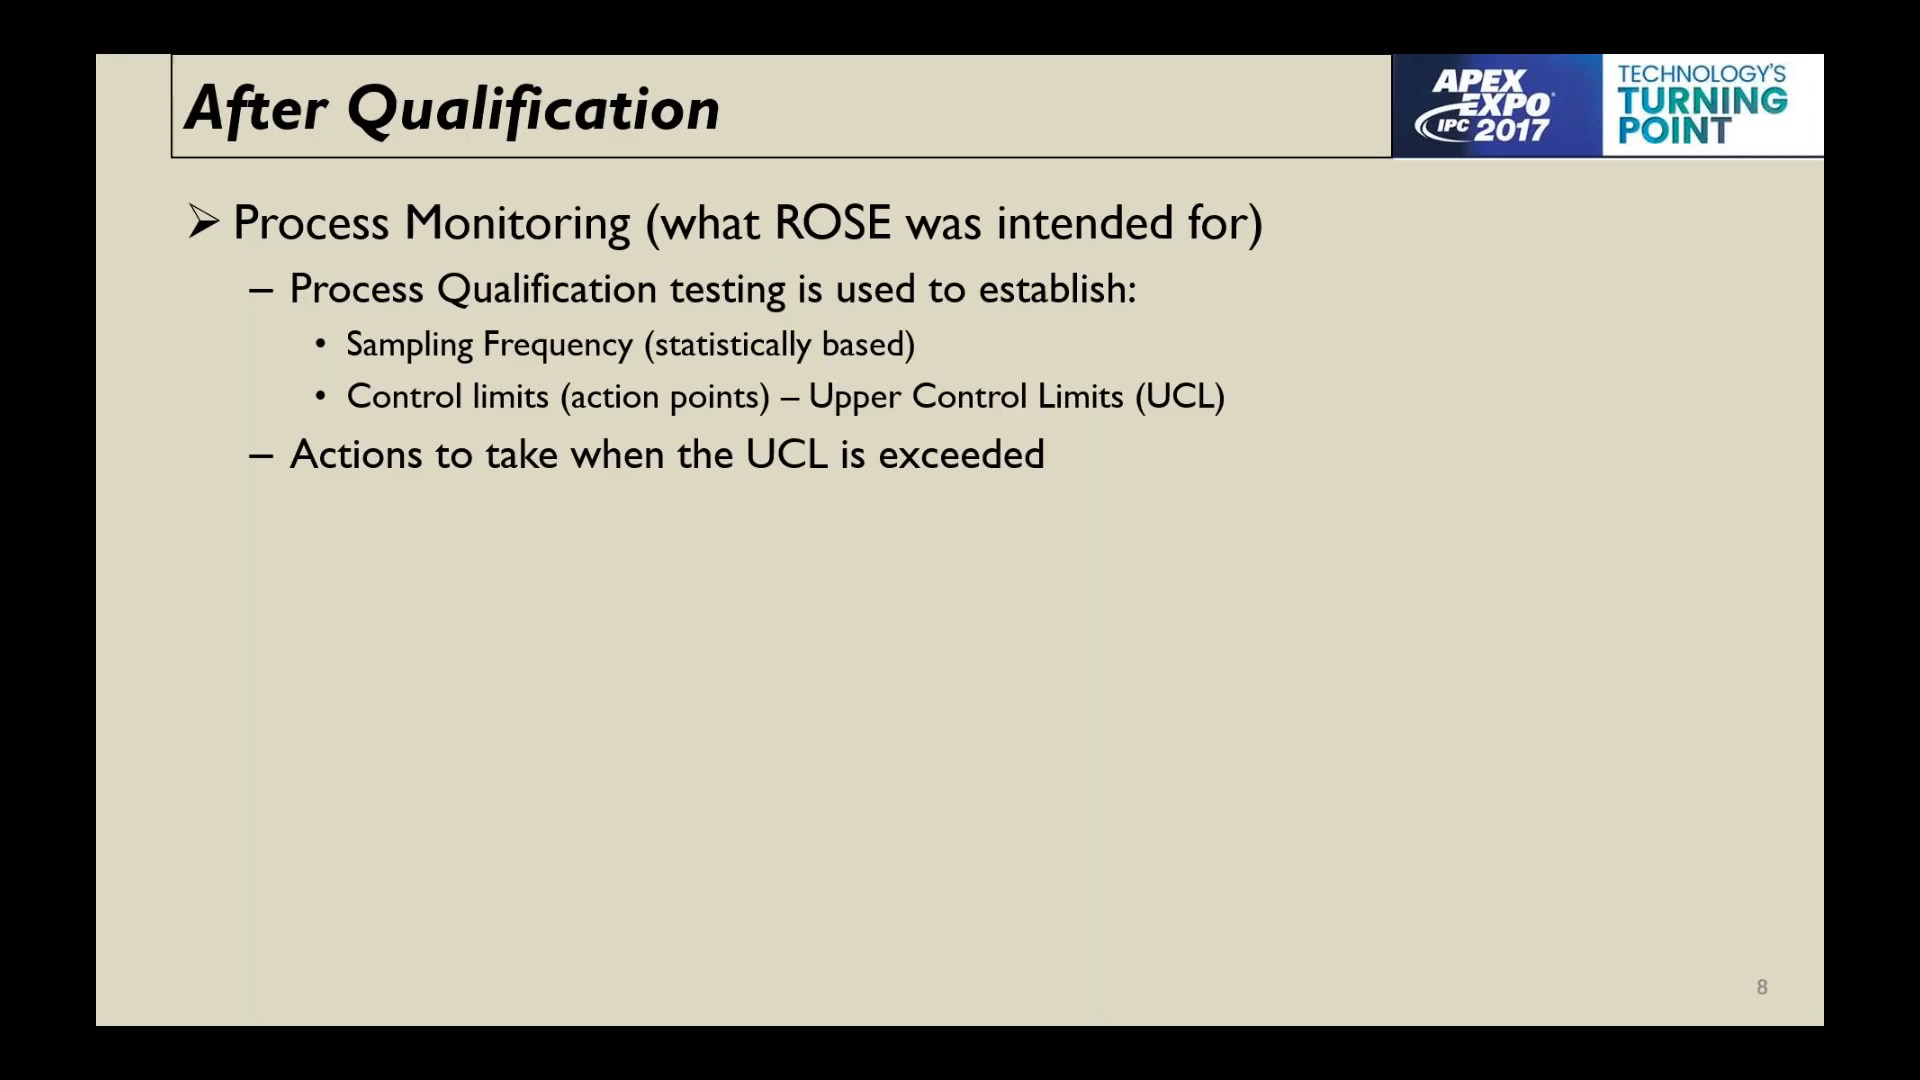 After Qualification
APEX
EXPO
IPC 2017
TECHNOLOGY'S
TURNING
POINT
➢ Process Monitoring (what ROSE was intended for)
– Process Qualification testing is used to establish:
• Sampling Frequency (statistically based)
• Control limits (action points) – Upper Control Limits (UCL)
– Actions to take when the UCL is exceeded
8